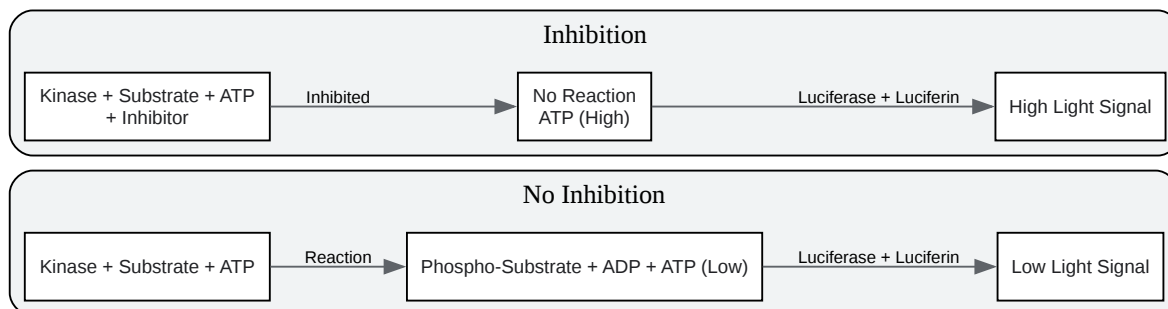 Inhibition
Kinase + Substrate + ATP
+ Inhibitor
Inhibited
No Reaction
ATP (High)
Luciferase + Luciferin
High Light Signal
No Inhibition
Kinase + Substrate + ATP
Reaction
Phospho-Substrate + ADP + ATP (Low)
Luciferase + Luciferin
Low Light Signal